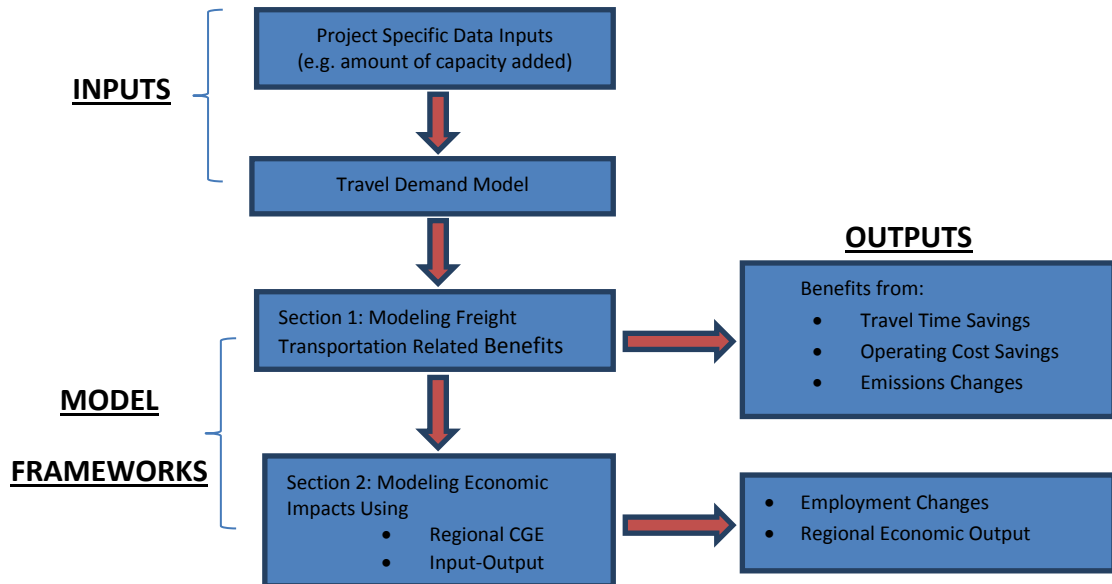 Project Specific Data Inputs
(e.g. amount of capacity added)
INPUTS
Travel Demand Model
OUTPUTS
Section 1: Modeling Freight
Transportation Related Benefits
Benefits from:
• Travel Time Savings
• Operating Cost Savings
• Emissions Changes
MODEL
FRAMEWORKS
Section 2: Modeling Economic
Impacts Using
• Regional CGE
• Input-Output
• Employment Changes
• Regional Economic Output